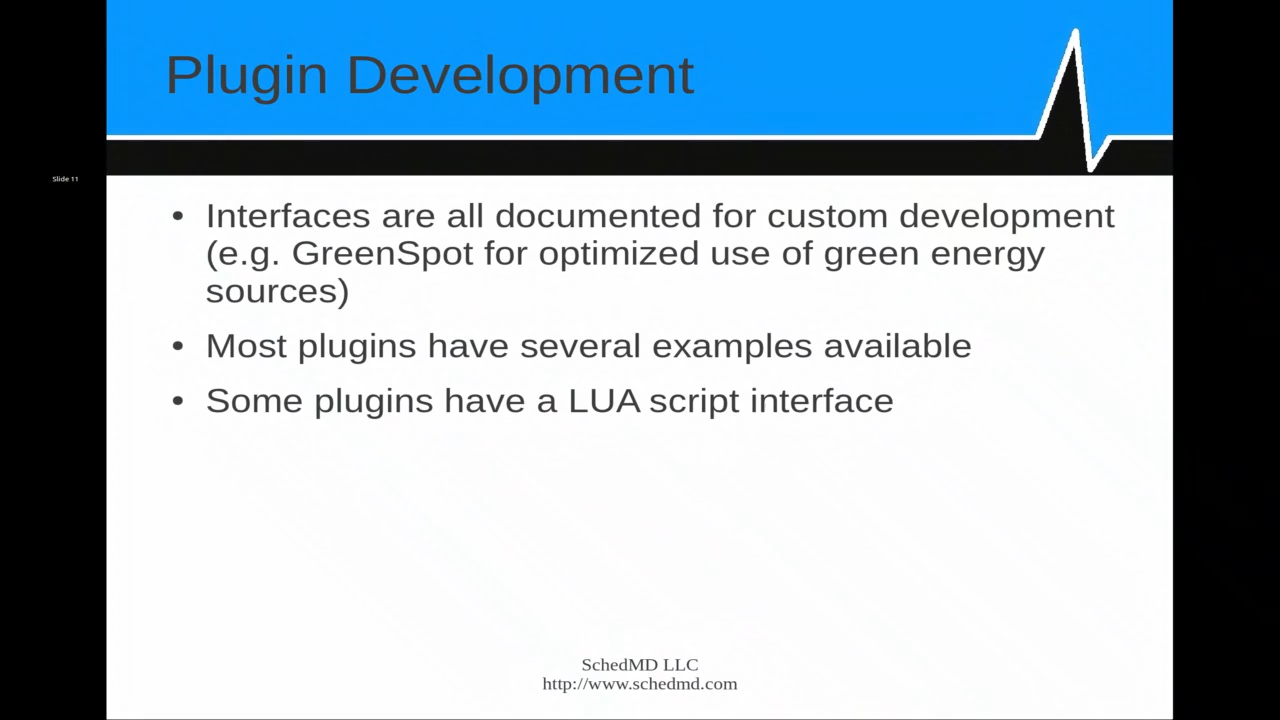 Plugin Development
Slide 11
• Interfaces are all documented for custom development
(e.g. GreenSpot for optimized use of green energy
sources)
• Most plugins have several examples available
• Some plugins have a LUA script interface
SchedMD LLC
http://www.schedmd.com